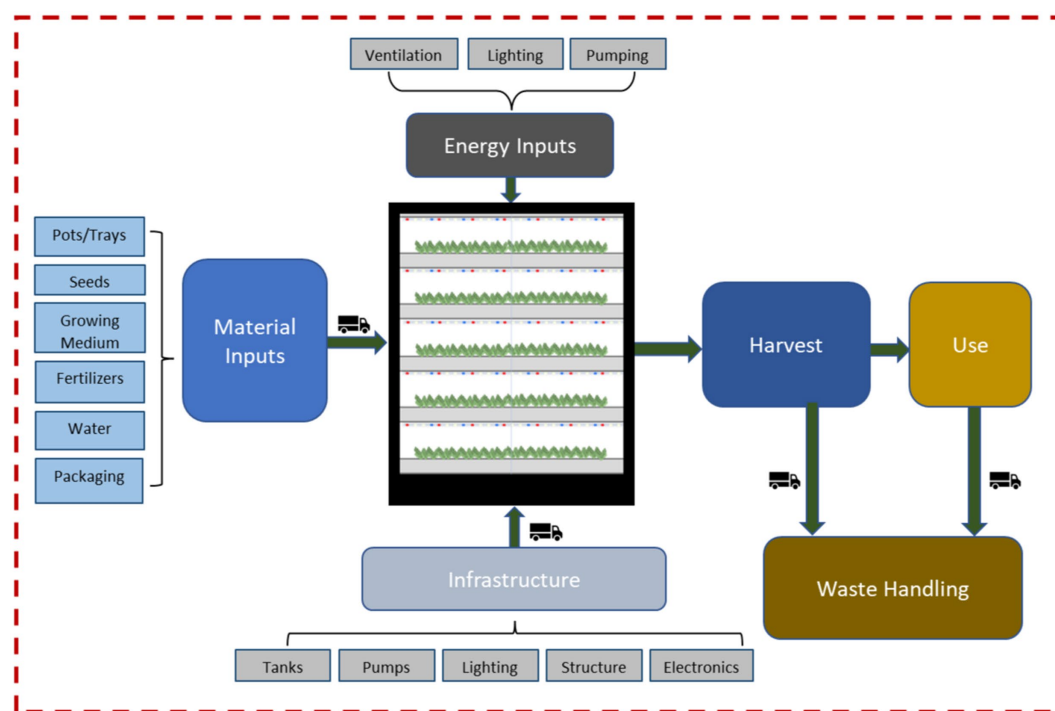 Ventilation
Lighting
Pumping
Energy Inputs
Pots/Trays
Seeds
Growing
Medium
Fertilizers
Water
Packaging
Material
Inputs
Harvest
Use
Infrastructure
Waste Handling
Tanks
Pumps
Lighting
Structure
Electronics